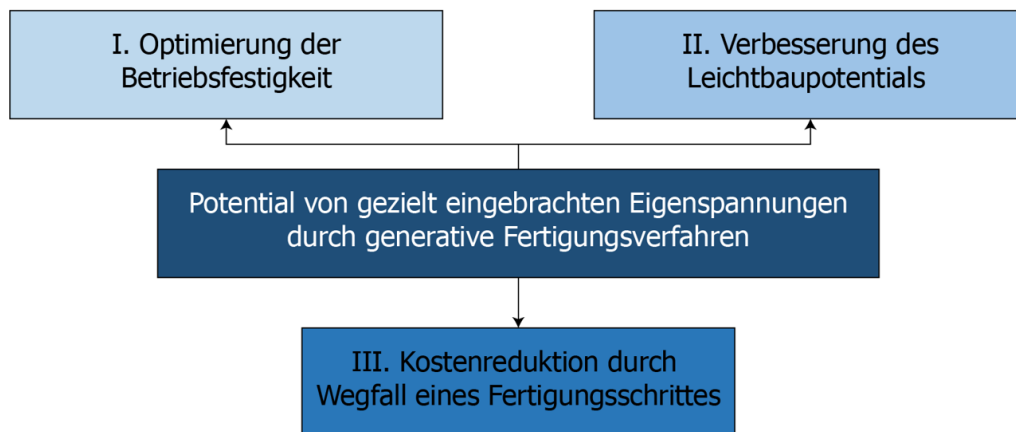 I. Optimierung der
Betriebsfestigkeit
II. Verbesserung des
Leichtbaupotentials
Potential von gezielt eingebrachten Eigenspannungen
durch generative Fertigungsverfahren
III. Kostenreduktion durch
Wegfall eines Fertigungsschrittes